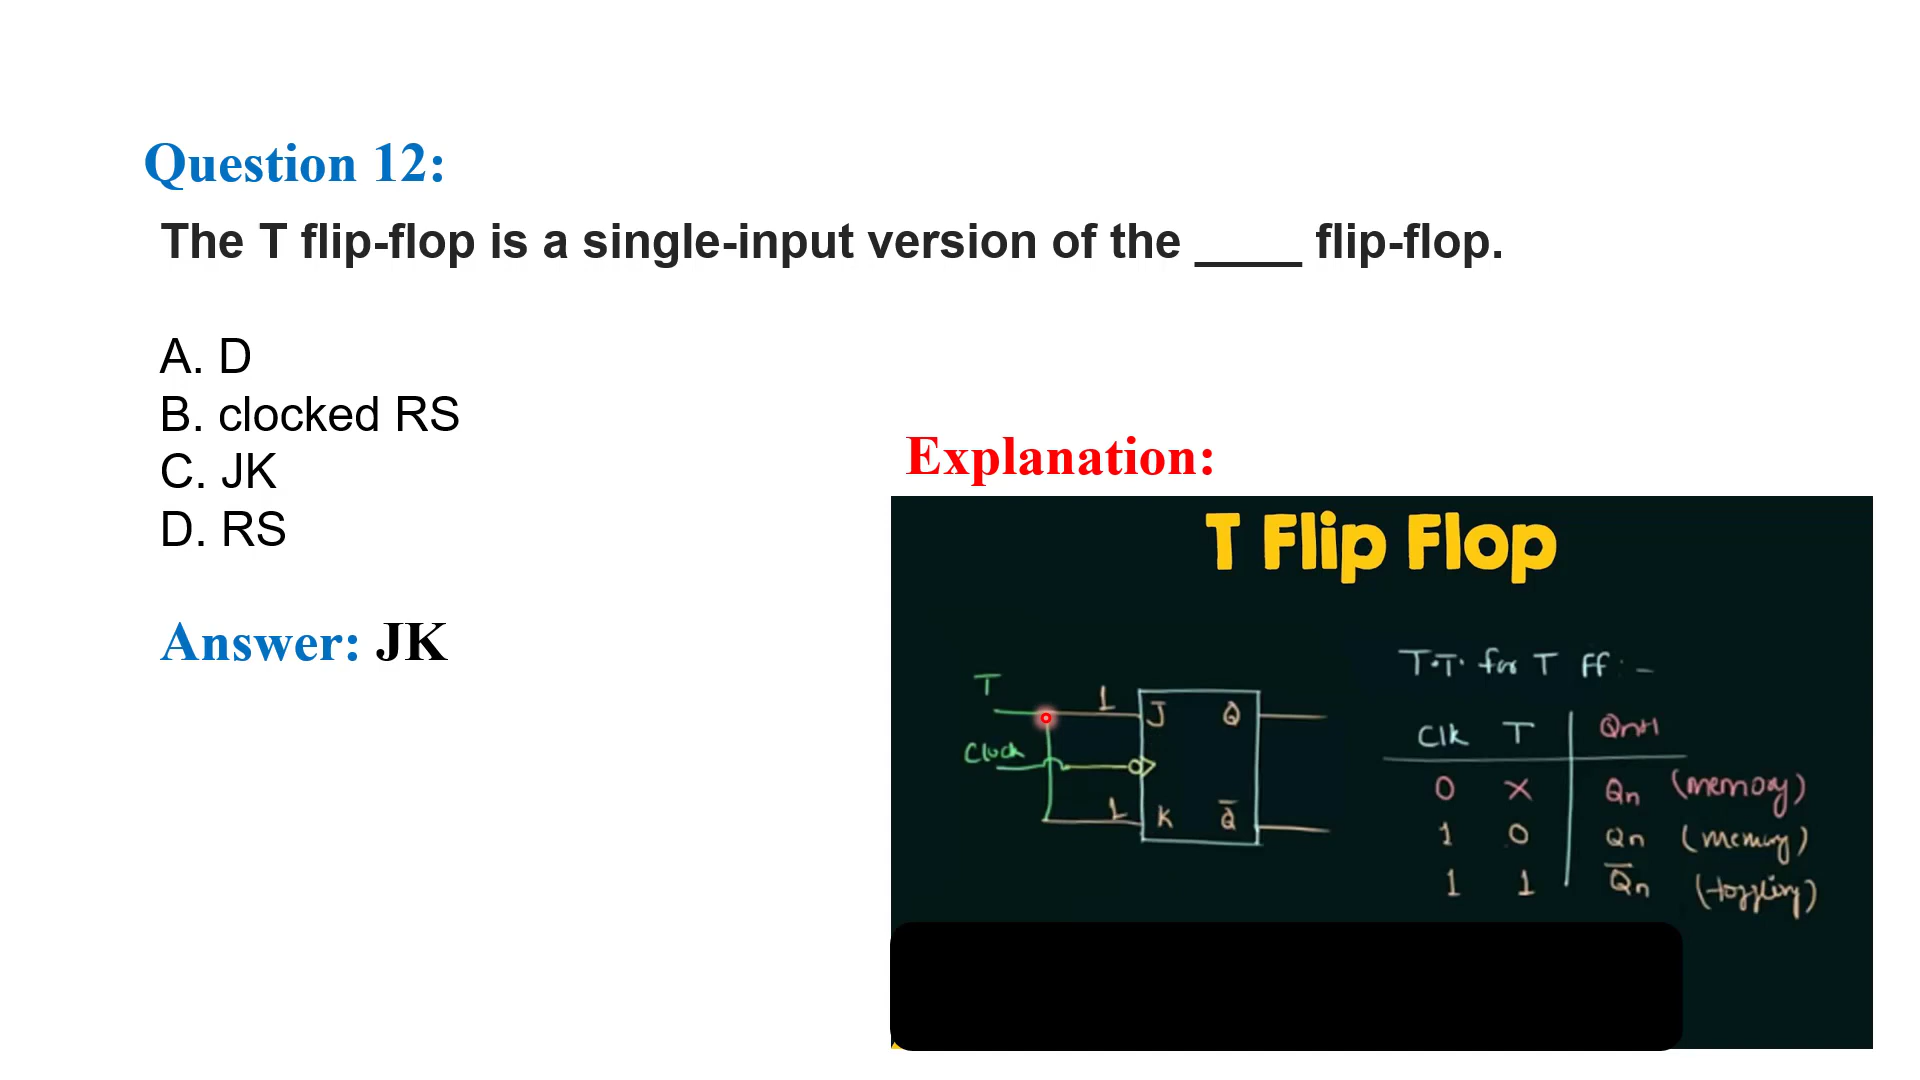 Question 12:
The T flip-flop is a single-input version of the ____ flip-flop.
A. D
B. clocked RS
C. JK
D. RS
Answer: JK
Explanation:
T Flip Flop
T.T. for T ff :-
T
1
J
Q
Clock
1
K
Q̅
Clk T Qn+1
0 X Qn (memory)
1 0 Qn (memory)
1 1 Q̅n (toggling)